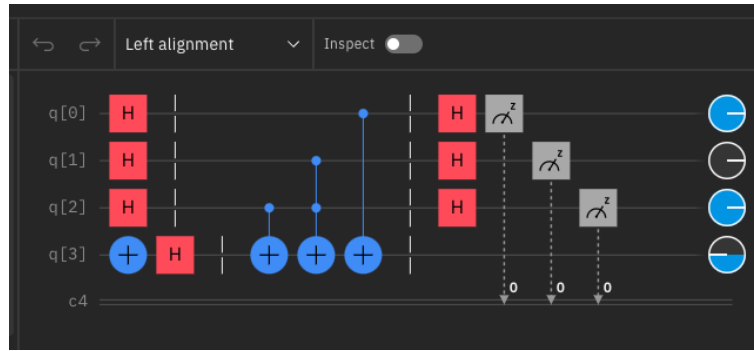 Left alignment Inspect
q[0] H H z
q[1] H H z
q[2] H H z
q[3] + H + + +
0 0 0
c4